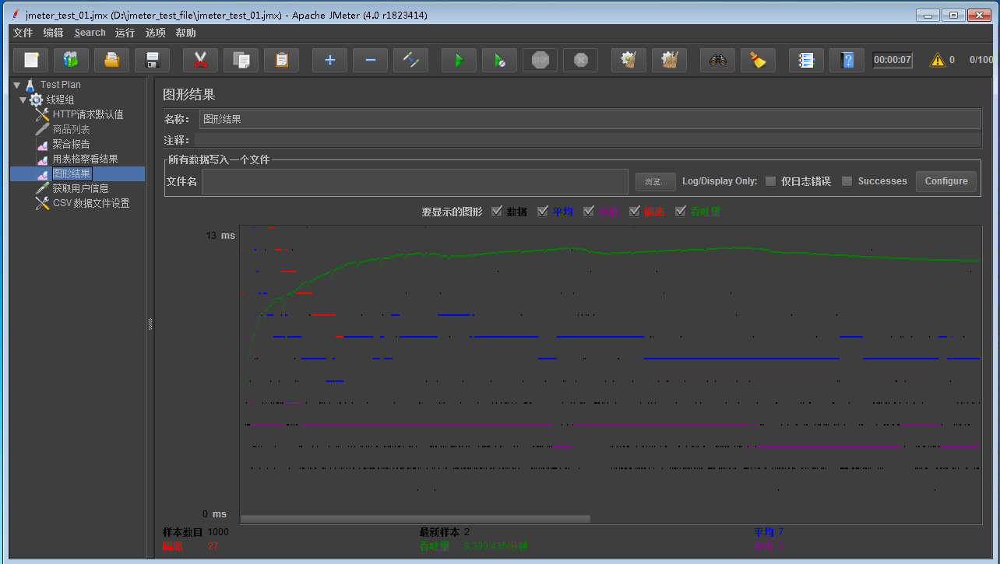 jmeter_test_01.jmx (D:\jmeter_test_file\jmeter_test_01.jmx) - Apache JMeter (4.0 r1823414)
文件 编辑 Search 运行 选项 帮助
STOP 00:00:07 0 0/100
Test Plan
线程组
HTTP请求默认值
商品列表
聚合报告
用表格察看结果
图形结果
获取用户信息
CSV 数据文件设置
图形结果
名称： 图形结果
注释：
所有数据写入一个文件
文件名 浏览... Log/Display Only: 仅日志错误 Successes Configure
要显示的图形 数据 平均 中值 偏离 吞吐量
13 ms
0 ms
样本数目 1000 最新样本 2 平均 7
偏离 27 吞吐量 8,390.435/分钟 中值